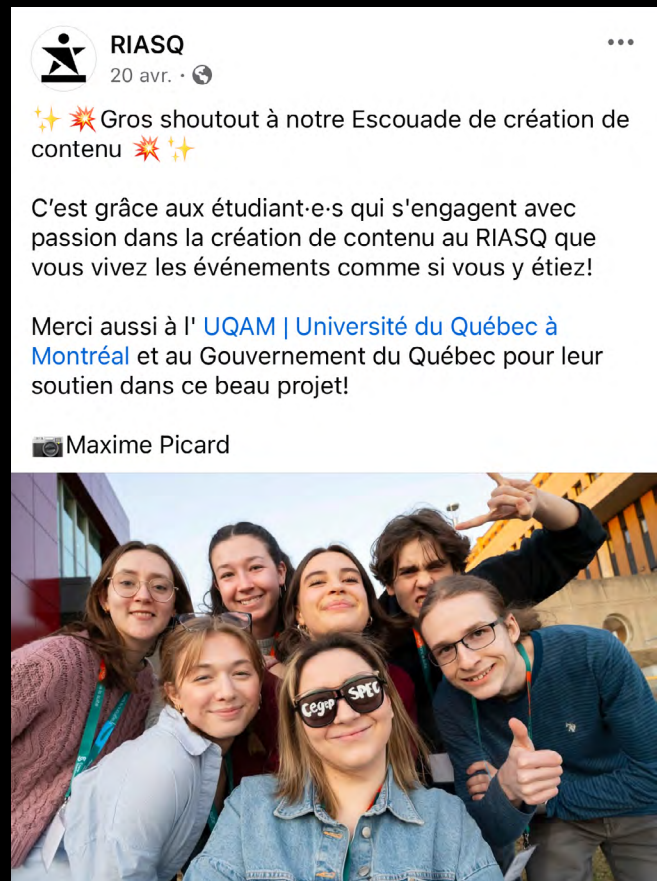 RIASQ
20 avr. ·
✨ 💥Gros shoutout à notre Escouade de création de
contenu 💥✨
C’est grâce aux étudiant·e·s qui s'engagent avec
passion dans la création de contenu au RIASQ que
vous vivez les événements comme si vous y étiez!
Merci aussi à l' UQAM | Université du Québec à
Montréal et au Gouvernement du Québec pour leur
soutien dans ce beau projet!
📷Maxime Picard
Cegep SPEC